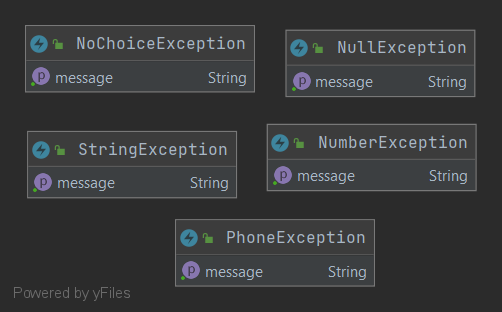 NoChoiceException
p message String
NullException
p message String
StringException
p message String
NumberException
p message String
PhoneException
p message String
Powered by yFiles